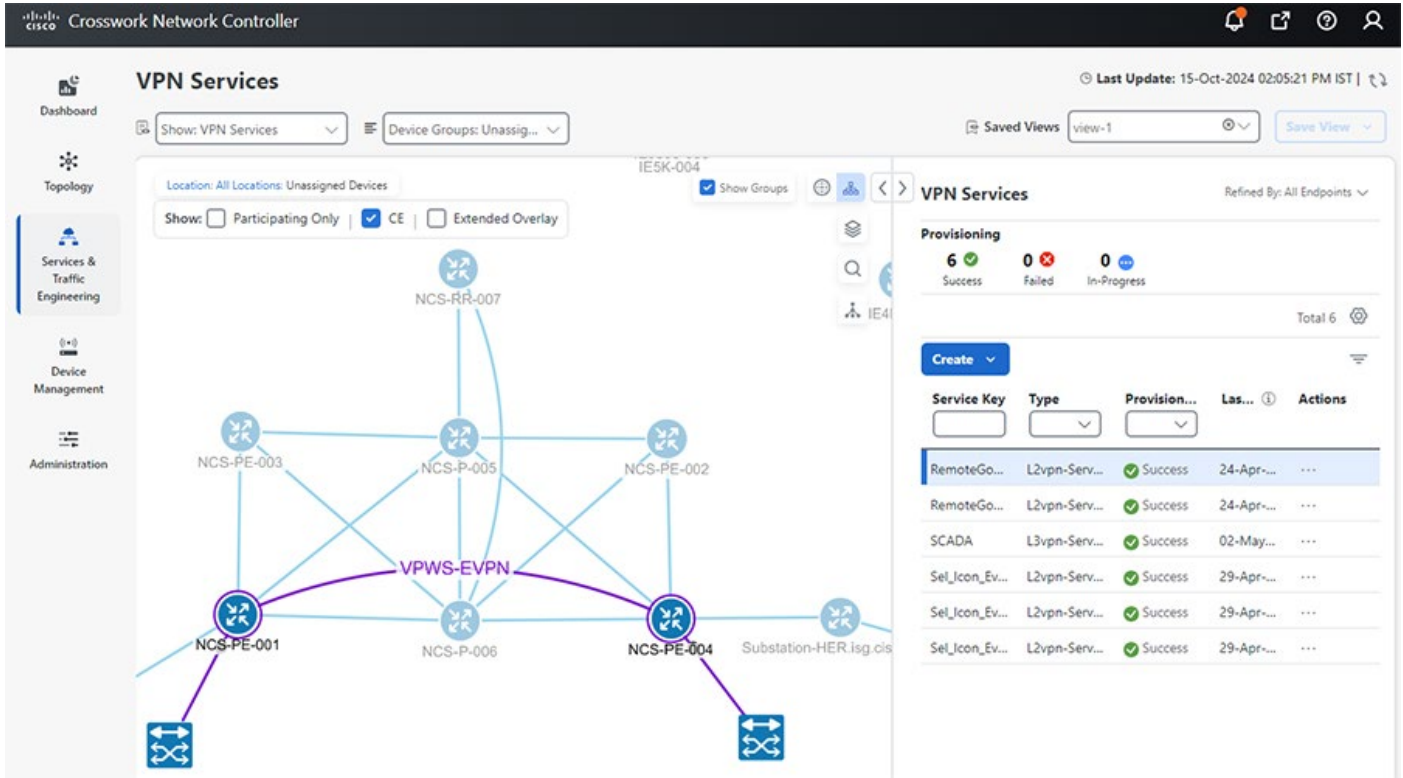 cisco Crosswork Network Controller
Dashboard
Topology
Services &
Traffic
Engineering
Device
Management
Administration
VPN Services
Last Update: 15-Oct-2024 02:05:21 PM IST |
Show: VPN Services
Device Groups: Unassig...
Saved Views
view-1
Save View
Location: All Locations: Unassigned Devices
IE5K-004
Show Groups
Show: Participating Only | CE | Extended Overlay
NCS-RR-007
NCS-PE-003
NCS-P-005
NCS-PE-002
VPWS-EVPN
NCS-PE-001
NCS-P-006
NCS-PE-004
Substation-HER.isg.cis
VPN Services
Refined By: All Endpoints
Provisioning
6 0 0
Success Failed In-Progress
Total 6
Create
Service Key Type Provision... Las... Actions
RemoteGo... L2vpn-Serv... Success 24-Apr-... ...
RemoteGo... L2vpn-Serv... Success 24-Apr-... ...
SCADA L3vpn-Serv... Success 02-May... ...
Sel_Icon_Ev... L2vpn-Serv... Success 29-Apr-... ...
Sel_Icon_Ev... L2vpn-Serv... Success 29-Apr-... ...
Sel_Icon_Ev... L2vpn-Serv... Success 29-Apr-... ...